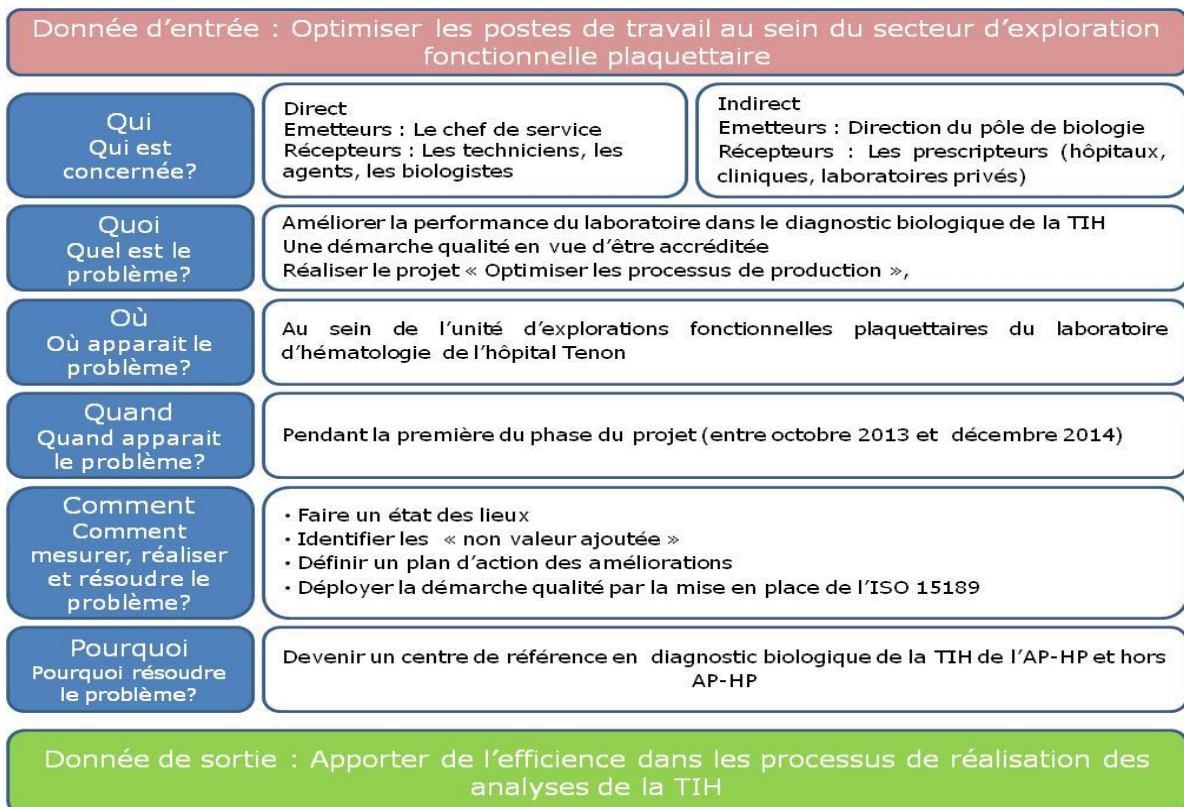 Donnée d'entrée : Optimiser les postes de travail au sein du secteur d'exploration
fonctionnelle plaquettaire
Qui
Qui est
concernée?
Direct
Emetteurs : Le chef de service
Récepteurs : Les techniciens, les
agents, les biologistes
Indirect
Emetteurs : Direction du pôle de biologie
Récepteurs : Les prescripteurs (hôpitaux,
cliniques, laboratoires privés)
Quoi
Quel est le
problème?
Améliorer la performance du laboratoire dans le diagnostic biologique de la TIH
Une démarche qualité en vue d'être accréditée
Réaliser le projet « Optimiser les processus de production »,
Où
Où apparait le
problème?
Au sein de l'unité d'explorations fonctionnelles plaquettaires du laboratoire
d'hématologie de l'hôpital Tenon
Quand
Quand apparait
le problème?
Pendant la première du phase du projet (entre octobre 2013 et décembre 2014)
Comment
Comment
mesurer, réaliser
et résoudre le
problème?
• Faire un état des lieux
• Identifier les « non valeur ajoutée »
• Définir un plan d'action des améliorations
• Déployer la démarche qualité par la mise en place de l'ISO 15189
Pourquoi
Pourquoi résoudre
le problème?
Devenir un centre de référence en diagnostic biologique de la TIH de l'AP-HP et hors
AP-HP
Donnée de sortie : Apporter de l'efficience dans les processus de réalisation des
analyses de la TIH